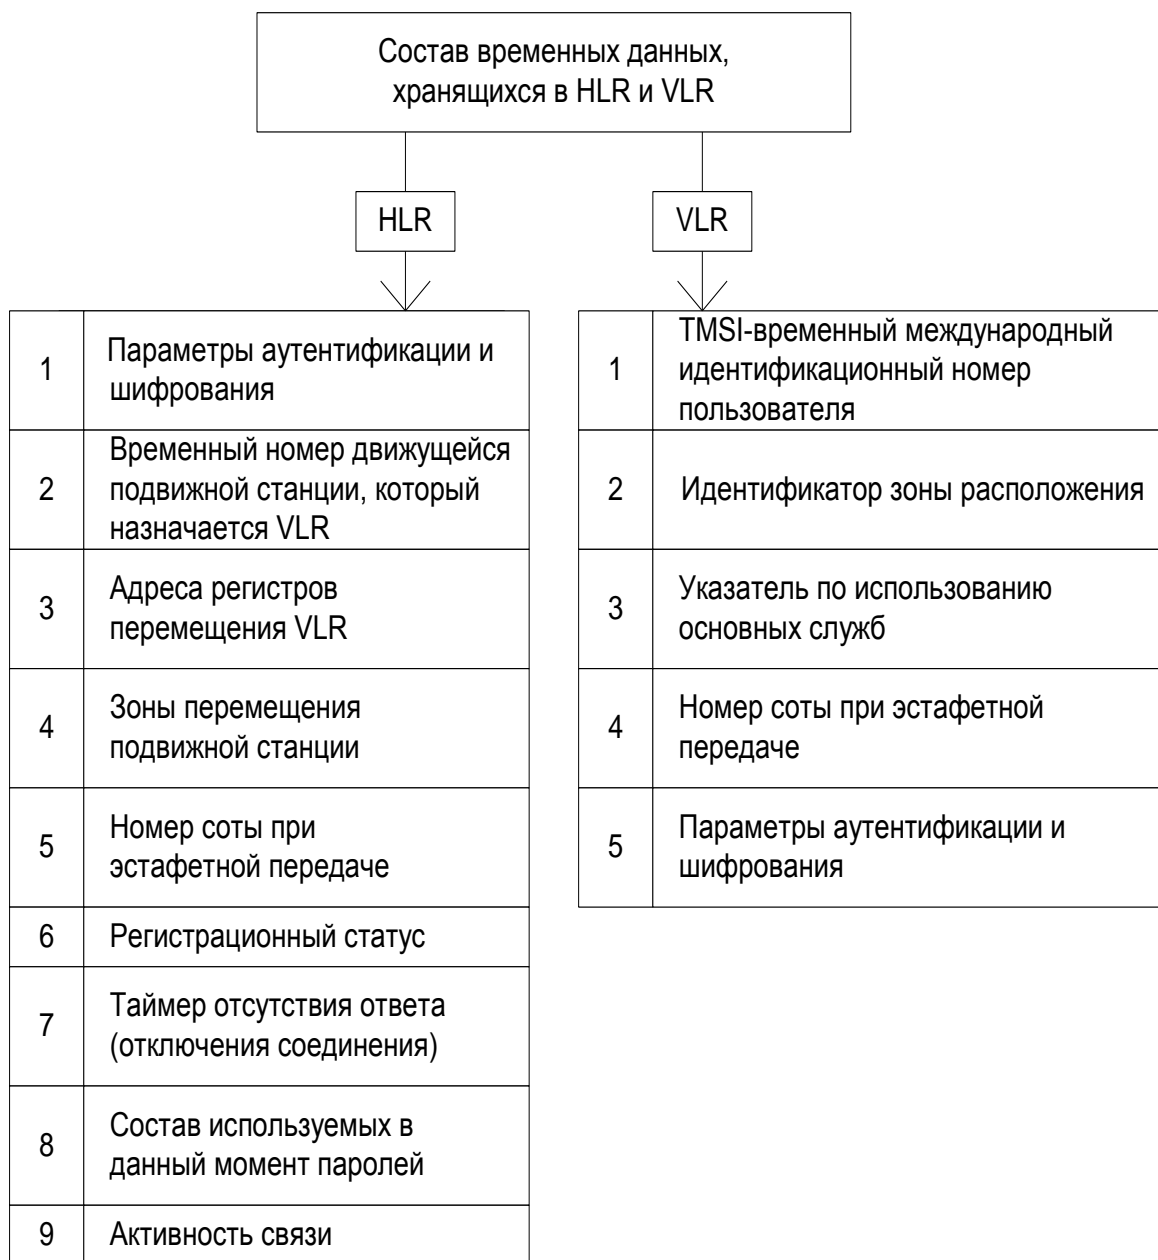 Состав временных данных,
хранящихся в HLR и VLR
HLR
VLR
1
Параметры аутентификации и
шифрования
2
Временный номер движущейся
подвижной станции, который
назначается VLR
3
Адреса регистров
перемещения VLR
4
Зоны перемещения
подвижной станции
5
Номер соты при
эстафетной передаче
6
Регистрационный статус
7
Таймер отсутствия ответа
(отключения соединения)
8
Состав используемых в
данный момент паролей
9
Активность связи
1
TMSI-временный международный
идентификационный номер
пользователя
2
Идентификатор зоны расположения
3
Указатель по использованию
основных служб
4
Номер соты при эстафетной
передаче
5
Параметры аутентификации и
шифрования